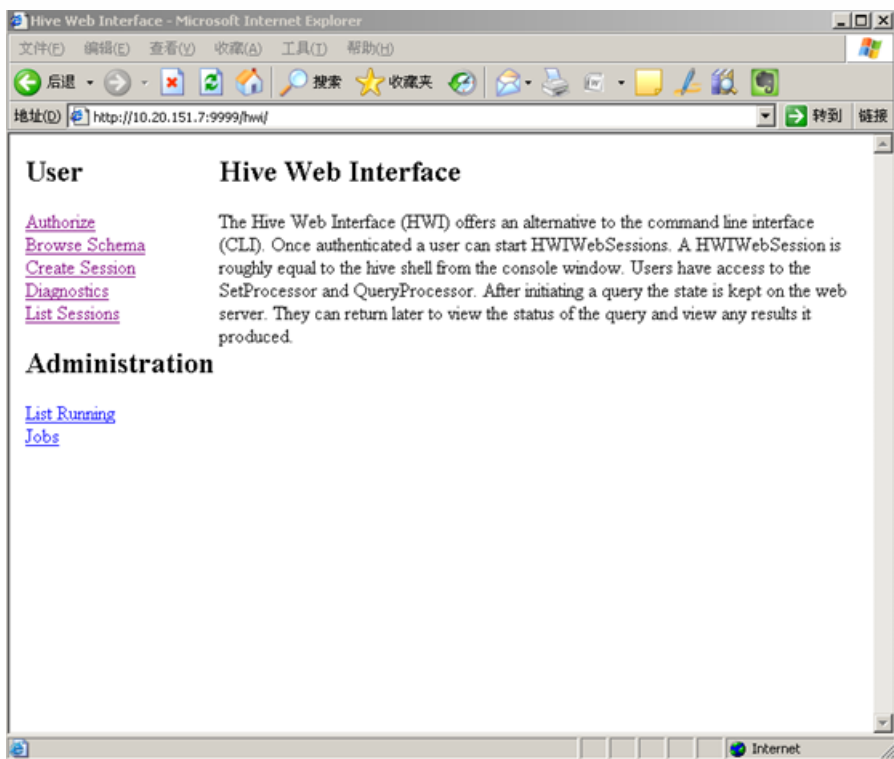 Hive Web Interface - Microsoft Internet Explorer
文件(F) 编辑(E) 查看(V) 收藏(A) 工具(T) 帮助(H)
后退 搜索 收藏夹
地址(D) http://10.20.151.7:9999/hwi/ 转到 链接
User
Authorize
Browse Schema
Create Session
Diagnostics
List Sessions
Administration
List Running
Jobs
Hive Web Interface
The Hive Web Interface (HWI) offers an alternative to the command line interface
(CLI). Once authenticated a user can start HWIWebSessions. A HWIWebSession is
roughly equal to the hive shell from the console window. Users have access to the
SetProcessor and QueryProcessor. After initiating a query the state is kept on the web
server. They can return later to view the status of the query and view any results it
produced.
Internet